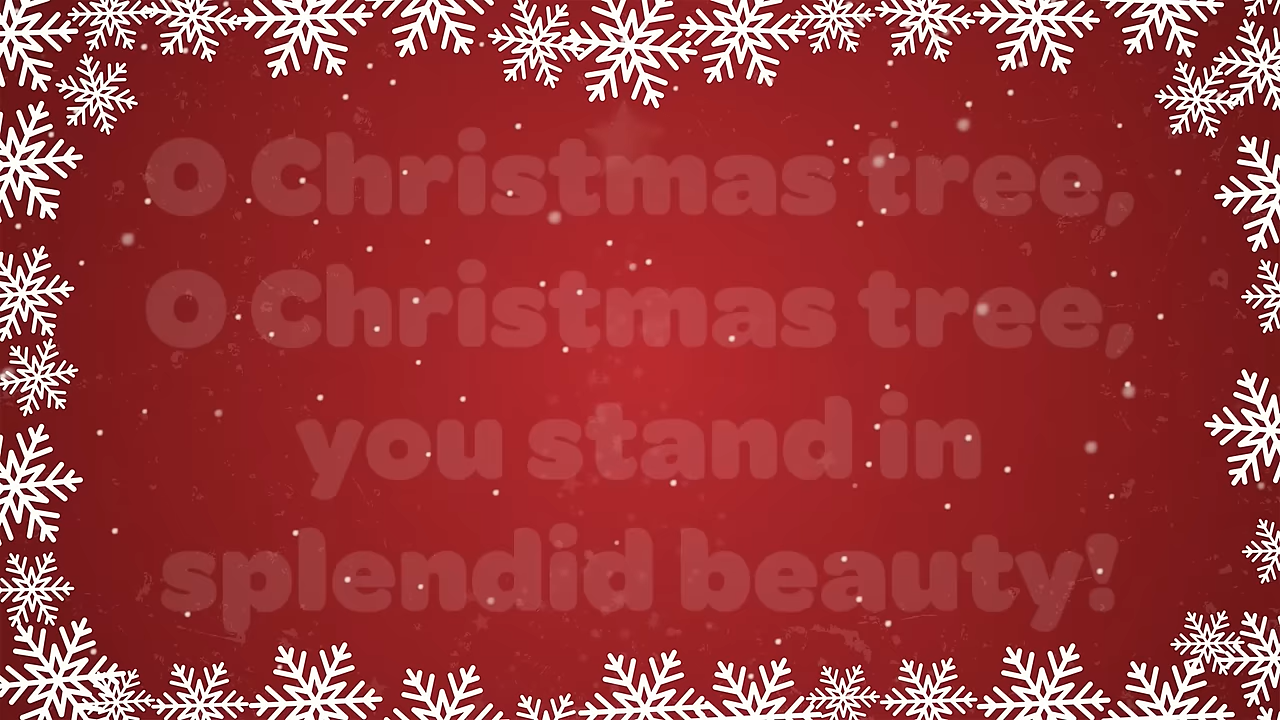 O Christmas tree,
O Christmas tree,
you stand in
splendid beauty!